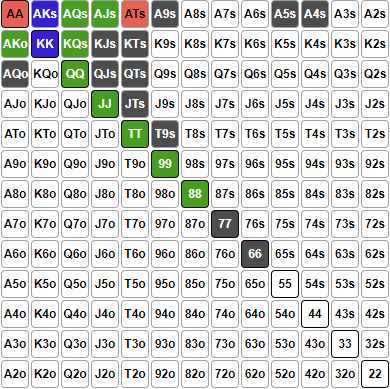 AA AKs AQs AJs ATs A9s A8s A7s A6s A5s A4s A3s A2s
AKo KK KQs KJs KTs K9s K8s K7s K6s K5s K4s K3s K2s
AQo KQo QQ QJs QTs Q9s Q8s Q7s Q6s Q5s Q4s Q3s Q2s
AJo KJo QJo JJ JTs J9s J8s J7s J6s J5s J4s J3s J2s
ATo KTo QTo JTo TT T9s T8s T7s T6s T5s T4s T3s T2s
A9o K9o Q9o J9o T9o 99 98s 97s 96s 95s 94s 93s 92s
A8o K8o Q8o J8o T8o 98o 88 87s 86s 85s 84s 83s 82s
A7o K7o Q7o J7o T7o 97o 87o 77 76s 75s 74s 73s 72s
A6o K6o Q6o J6o T6o 96o 86o 76o 66 65s 64s 63s 62s
A5o K5o Q5o J5o T5o 95o 85o 75o 65o 55 54s 53s 52s
A4o K4o Q4o J4o T4o 94o 84o 74o 64o 54o 44 43s 42s
A3o K3o Q3o J3o T3o 93o 83o 73o 63o 53o 43o 33 32s
A2o K2o Q2o J2o T2o 92o 82o 72o 62o 52o 42o 32o 22